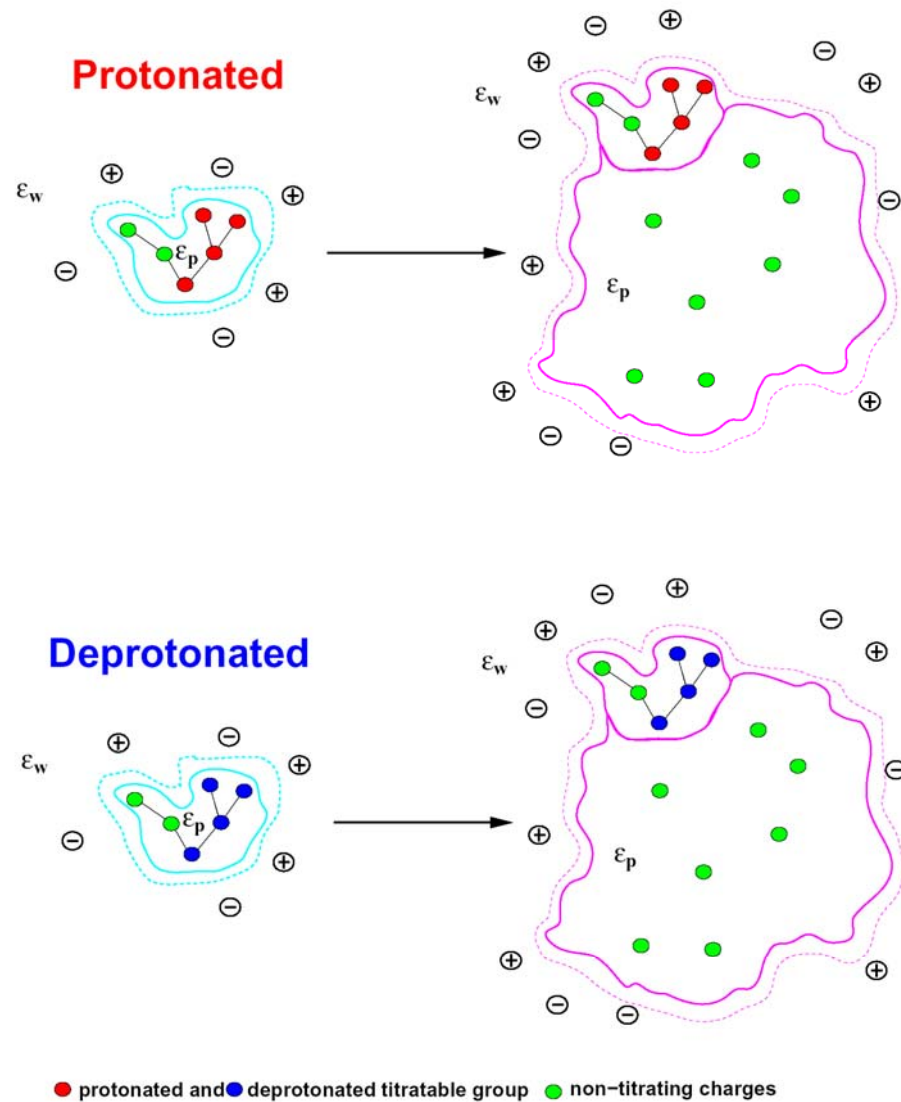 Protonated
εw
εw
εp
εp
Deprotonated
εw
εw
εp
εp
protonated and deprotonated titratable group non−titrating charges